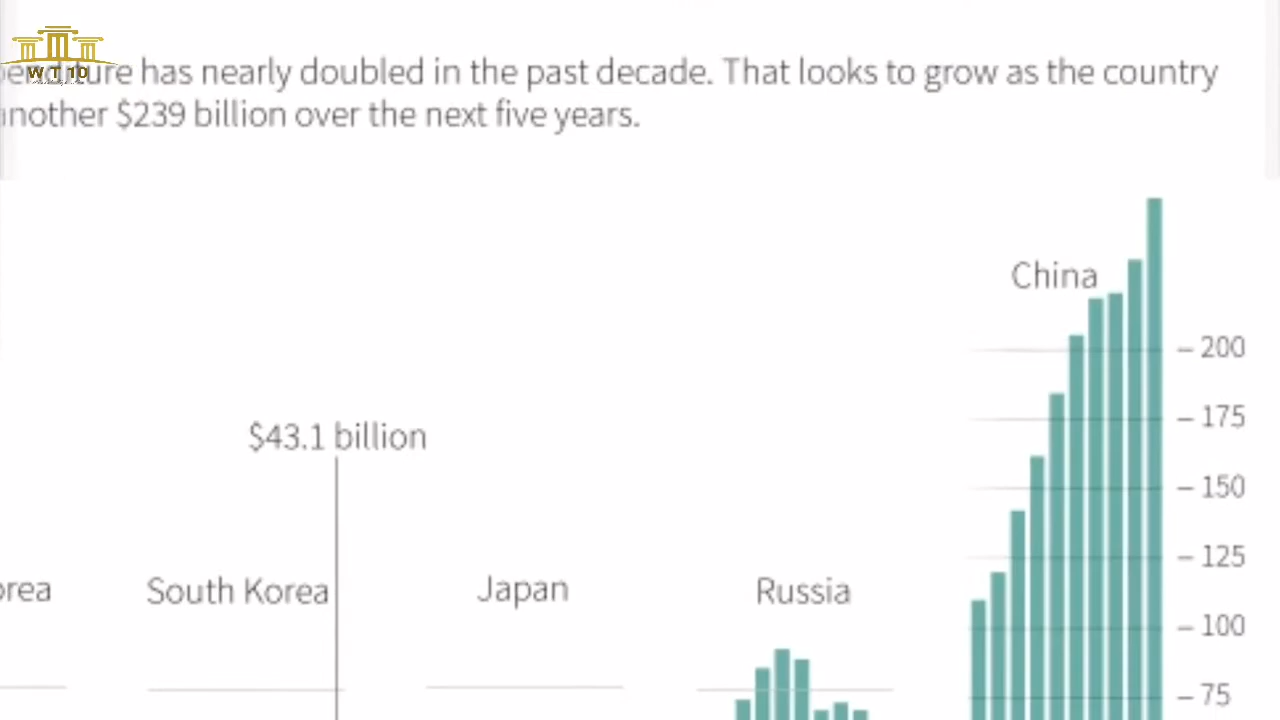 WT10
has nearly doubled in the past decade. That looks to grow as the country
another $239 billion over the next five years.
China
200
175
$43.1 billion
150
125
South Korea
Japan
Russia
100
75